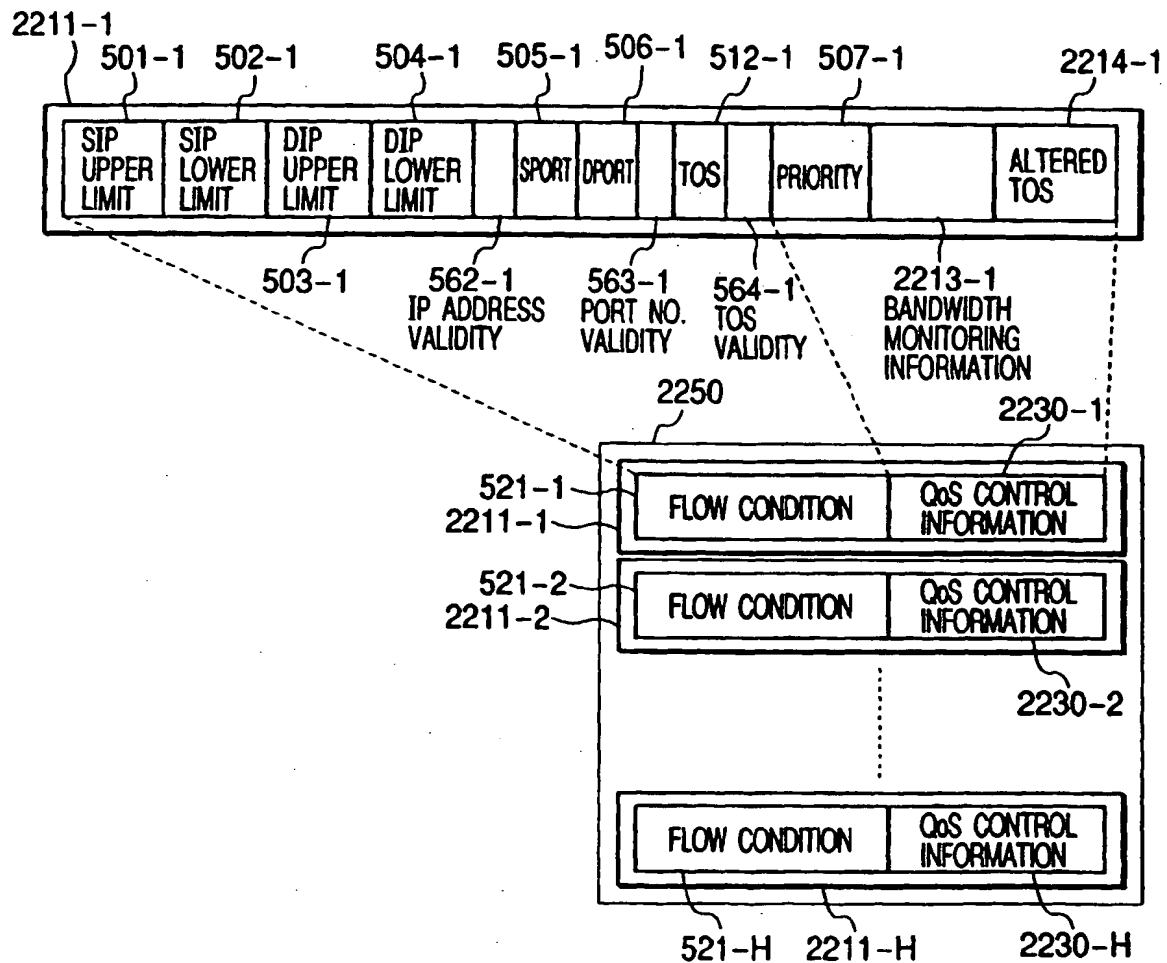 2211-1
501-1
502-1
504-1
505-1
506-1
512-1
507-1
2214-1
SIP
UPPER
LIMIT
SIP
LOWER
LIMIT
DIP
UPPER
LIMIT
DIP
LOWER
LIMIT
SPORT
DPORT
TOS
PRIORITY
ALTERED
TOS
503-1
562-1
IP ADDRESS
VALIDITY
563-1
PORT NO.
VALIDITY
564-1
TOS
VALIDITY
2213-1
BANDWIDTH
MONITORING
INFORMATION
2250
2230-1
521-1
2211-1
FLOW CONDITION
QoS CONTROL
INFORMATION
521-2
2211-2
FLOW CONDITION
QoS CONTROL
INFORMATION
2230-2
FLOW CONDITION
QoS CONTROL
INFORMATION
521-H
2211-H
2230-H